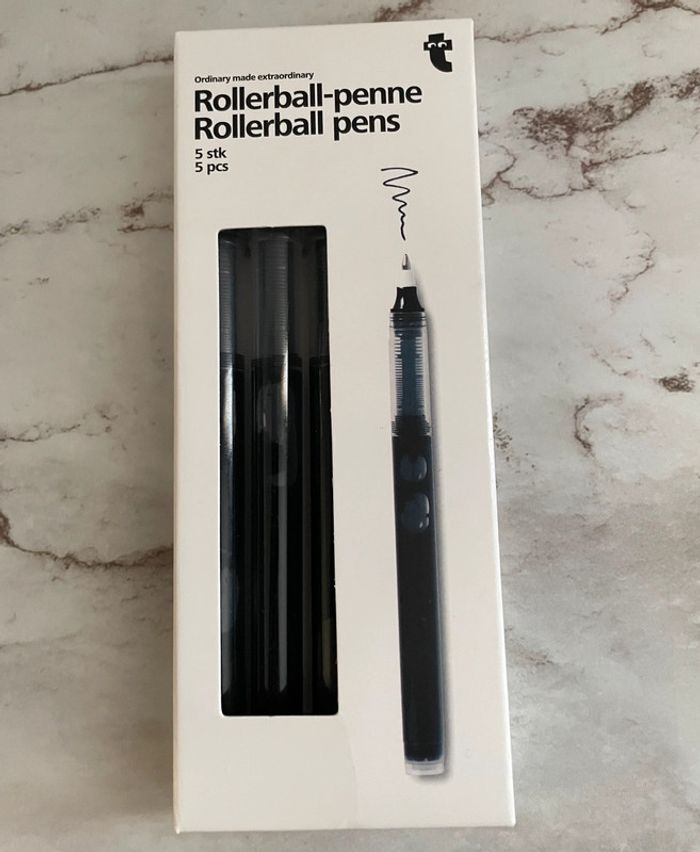 Ordinary made extraordinary
Rollerball-penne
Rollerball pens
5 stk
5 pcs